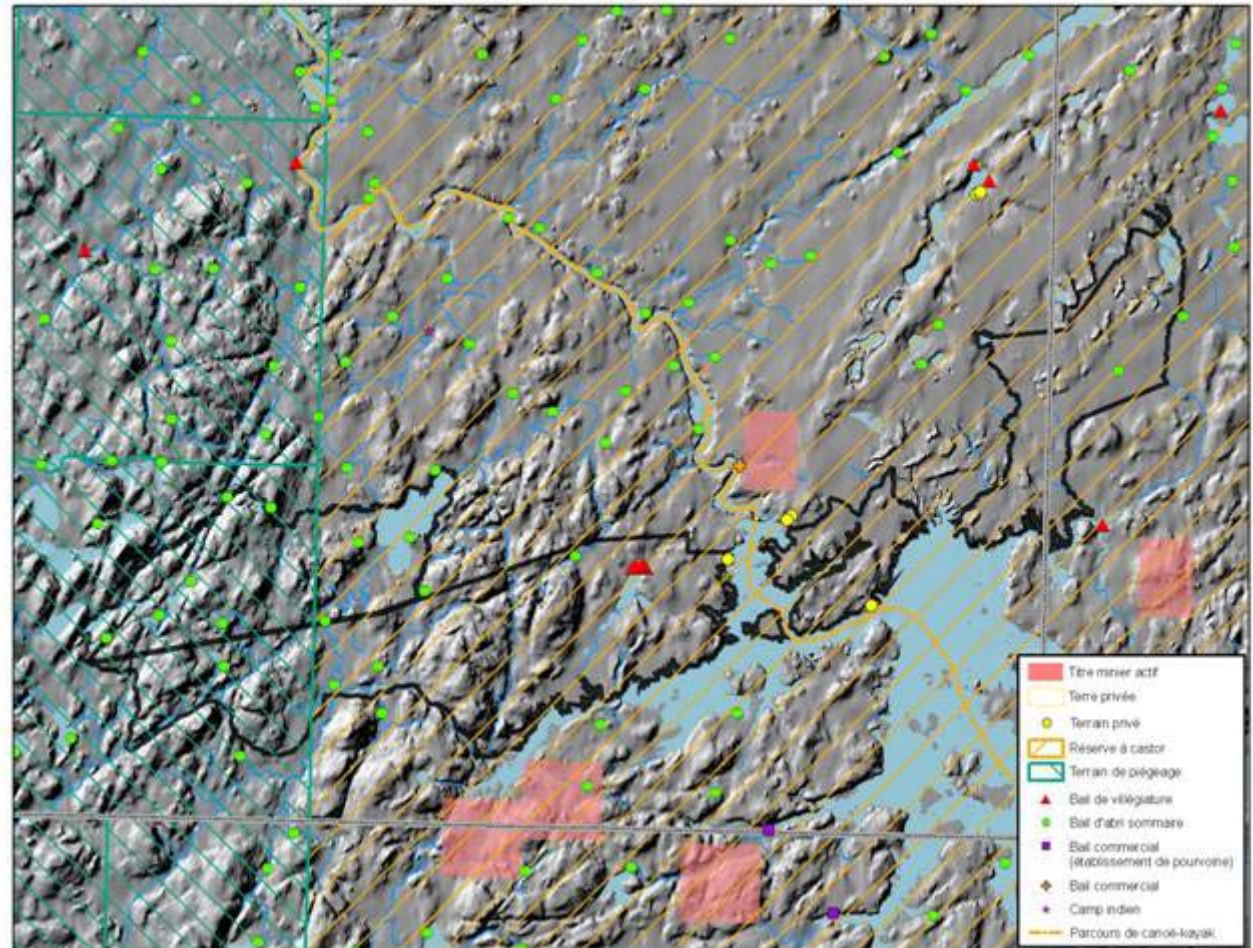 Titre minier actif
Terre privée
Terrain privé
Réserve à castor
Terrain de piégeage
Bail de villégiature
Bail d'abri sommaire
Bail commercial
(établissement de pourvoirie)
Bail commercial
Camp indien
Parcours de canoë-kayak